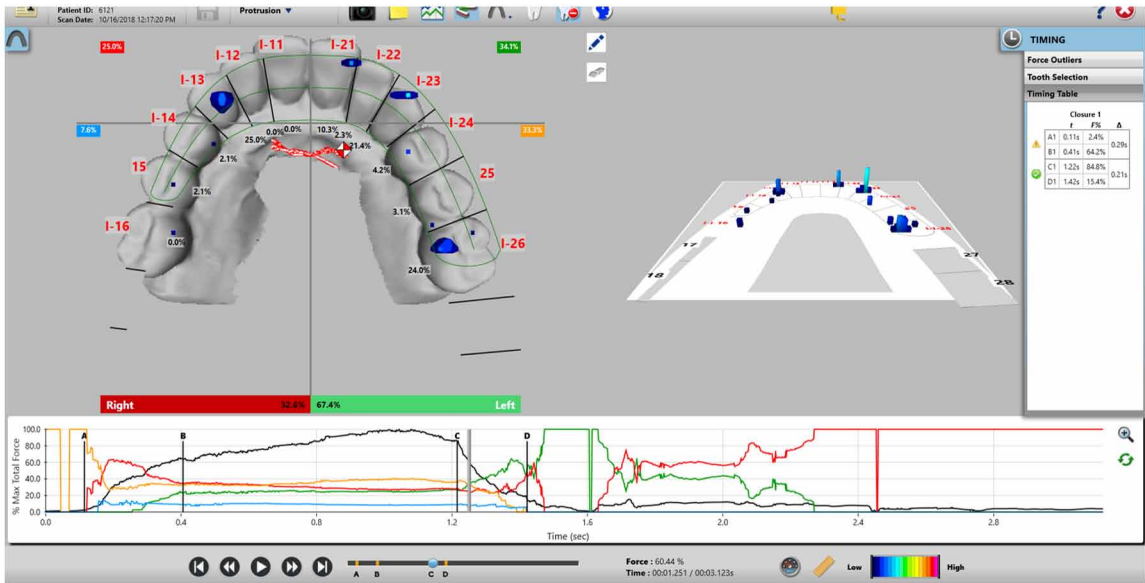 Patient ID: 6121
Scan Date: 10/16/2018 12:17:20 PM
Protrusion
?
25.0%
34.1%
7.6%
33.3%
I-11
I-21
I-12
I-22
I-13
I-23
I-14
I-24
15
25
I-16
I-26
0.0%
0.0%
10.3%
2.3%
25.0%
21.4%
2.1%
4.2%
2.1%
3.1%
0.0%
24.0%
Right
32.6%
67.4%
Left
17
18
27
28
TIMING
Force Outliers
Tooth Selection
Timing Table
Closure 1
t F% Δ
A1 0.11s 2.4%
0.29s
B1 0.41s 64.2%
C1 1.22s 84.8%
0.21s
D1 1.42s 15.4%
% Max Total Force
100.0
80.0
60.0
40.0
20.0
0.0
A
B
C
D
0.0 0.4 0.8 1.2 1.6 2.0 2.4 2.8
Time (sec)
A B C D
Force : 60.44 %
Time : 00:01.251 / 00:03.123s
Low
High